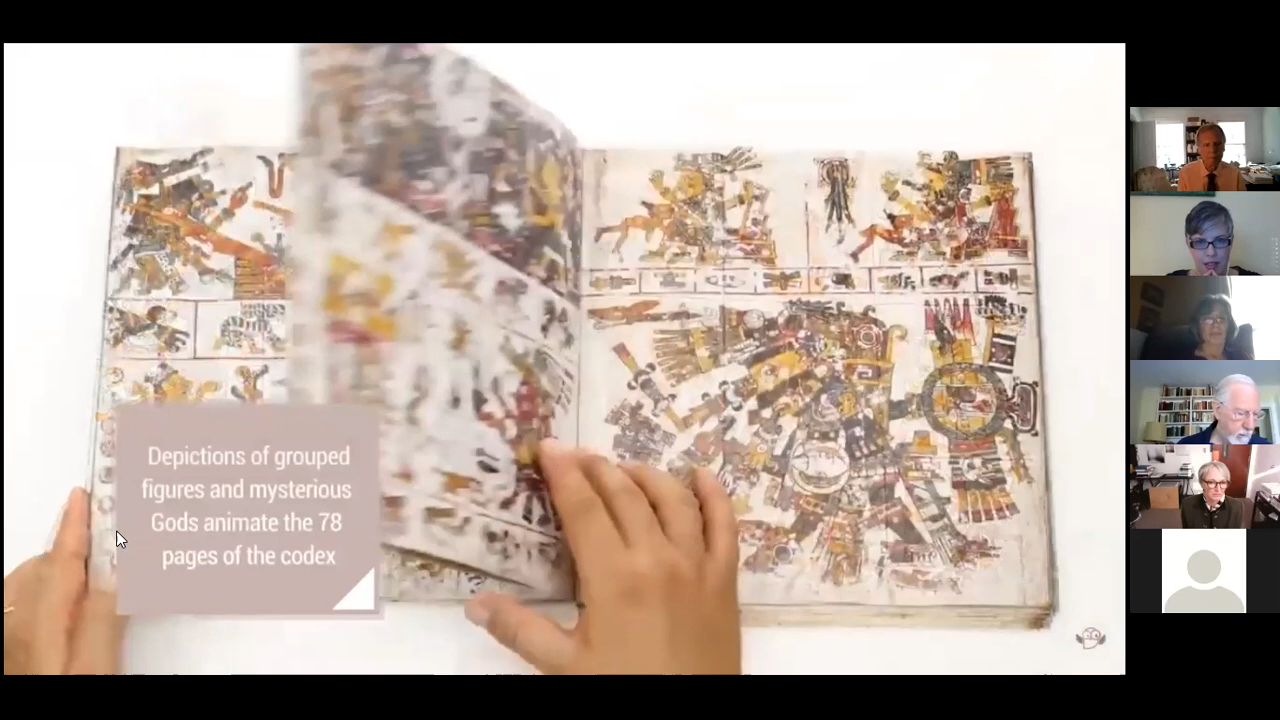 Depictions of grouped
figures and mysterious
Gods animate the 78
pages of the codex